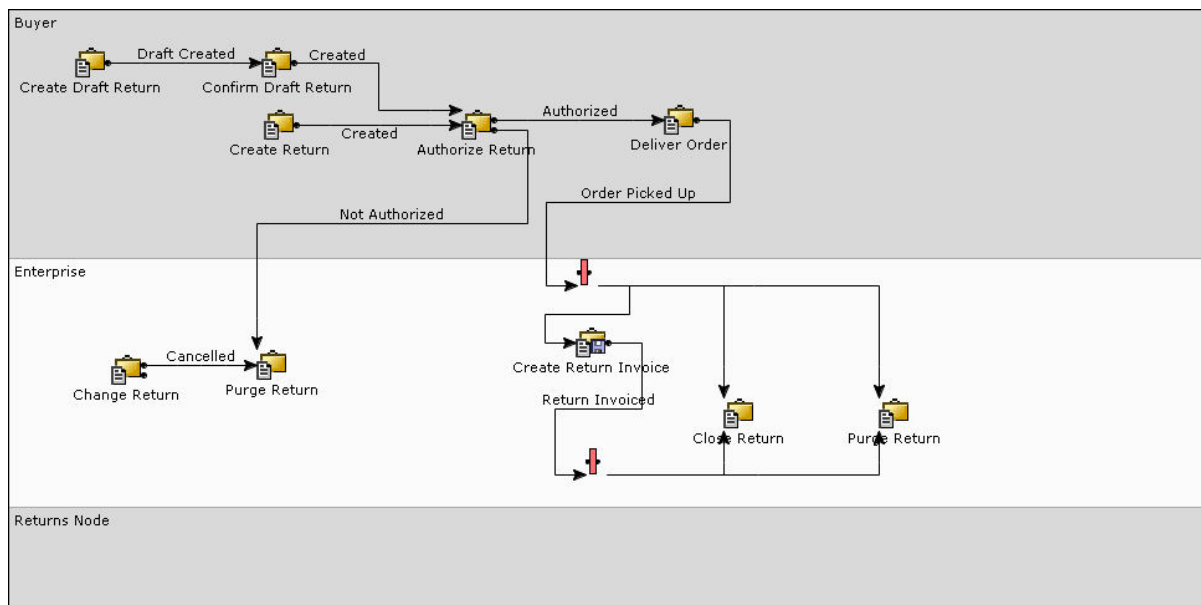 Buyer
Draft Created
Created
Create Draft Return
Confirm Draft Return
Created
Authorized
Create Return
Authorize Return
Deliver Order
Order Picked Up
Not Authorized
Enterprise
Cancelled
Change Return
Purge Return
Create Return Invoice
Return Invoiced
Close Return
Purge Return
Returns Node